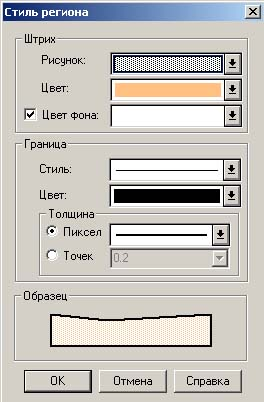 Стиль региона
Штрих
Рисунок:
Цвет:
Цвет фона:
Граница
Стиль:
Цвет:
Толщина
Пиксел
Точек
0.2
Образец
OK
Отмена
Справка